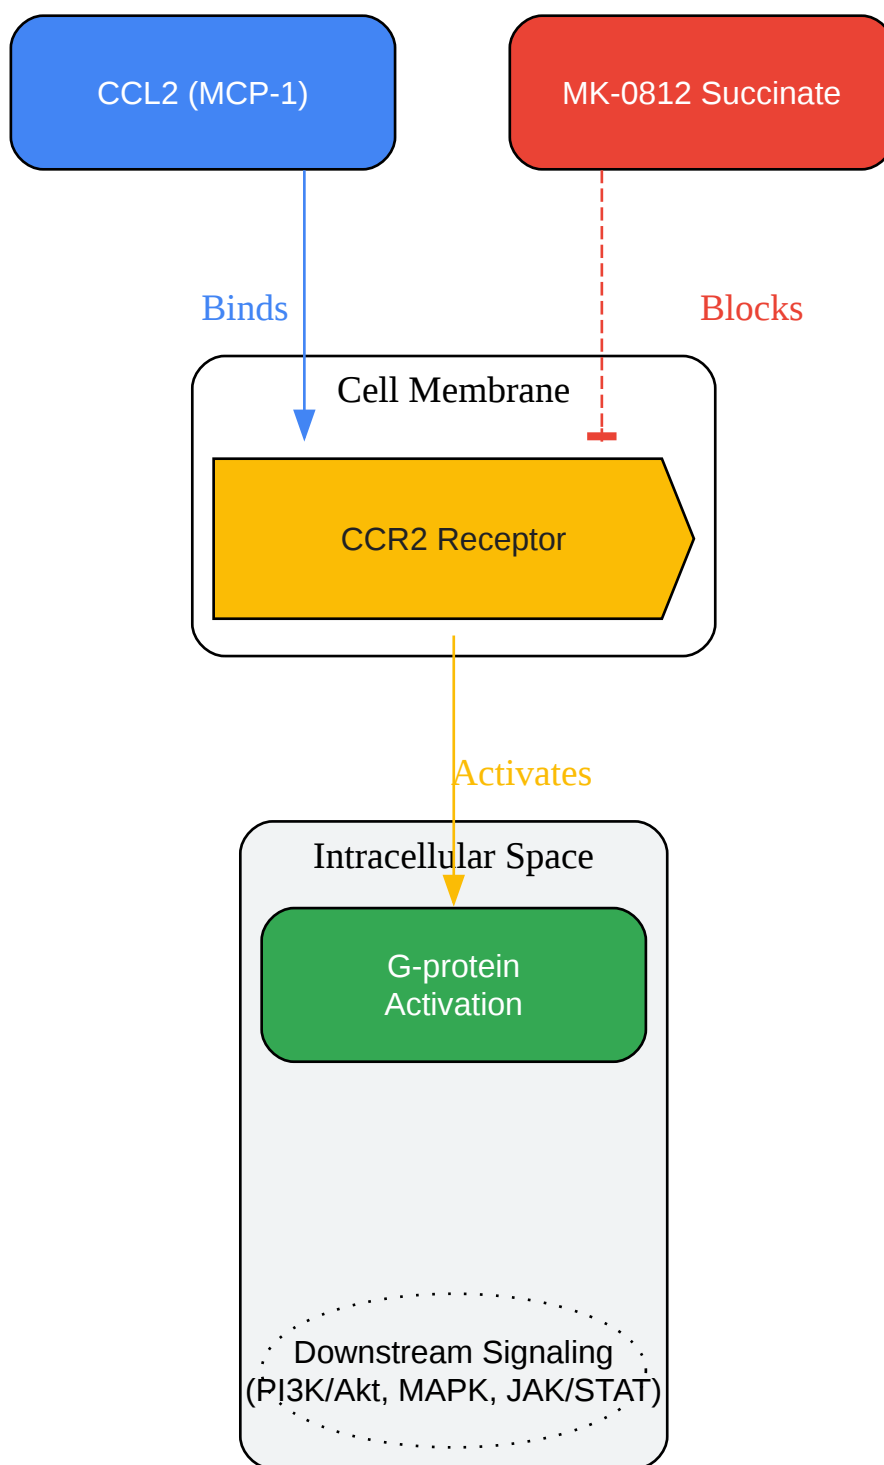 CCL2 (MCP-1)
MK-0812 Succinate
Binds
Blocks
Cell Membrane
CCR2 Receptor
Activates
Intracellular Space
G-protein
Activation
Downstream Signaling
(PI3K/Akt, MAPK, JAK/STAT)